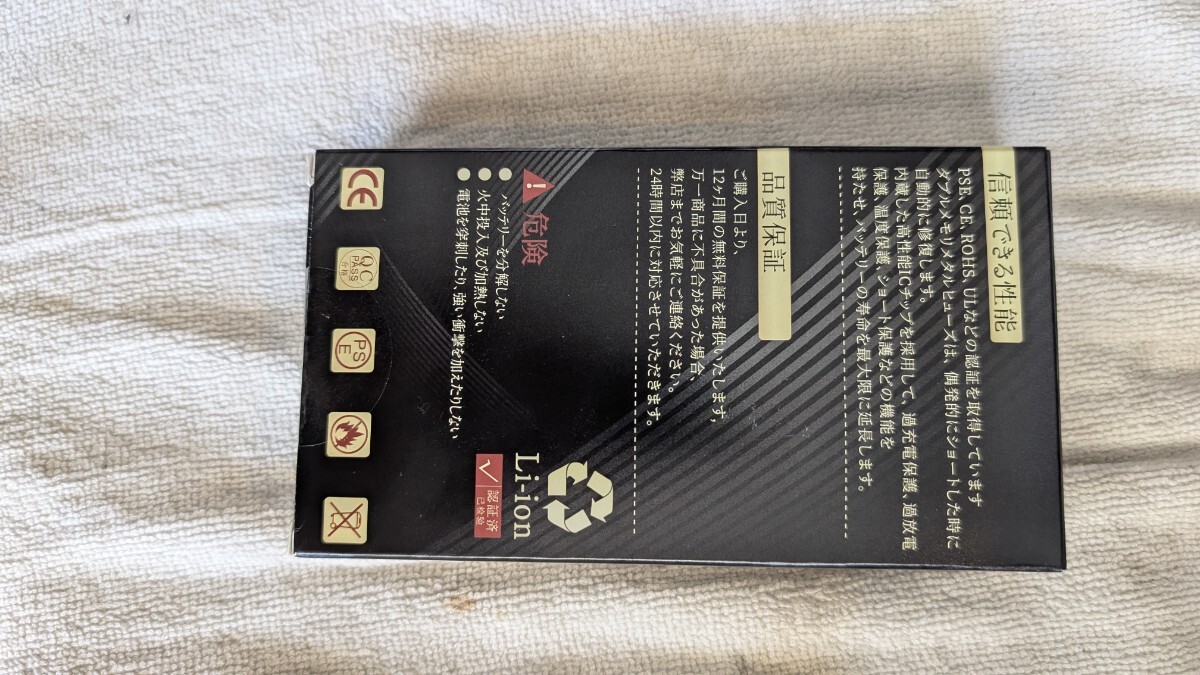 信頼できる性能
PSE、CE、ROHS、ULなどの認証を取得しています
ダブルメモリメタルヒューズは、偶発的にショートした時に
自動的に修復します。
内蔵した高性能ICチップを採用して、過充電保護、過放電
保護、温度保護、ショート保護などの機能を
持たせ、バッテリーの寿命を最大限に延長します。
品質保証
ご購入日より、
12ヶ月間の無料保証を提供いたします,
万一商品に不具合があった場合、
弊店までお気軽にご連絡ください。
24時間以内に対応させていただきます。
危険
バッテリーを分解しない
火中投入及び加熱しない
電池を穿刺したり、強い衝撃を加えたりしない
Li-ion
認証済
已检验
CE
QC
PASS
合格
PS
E